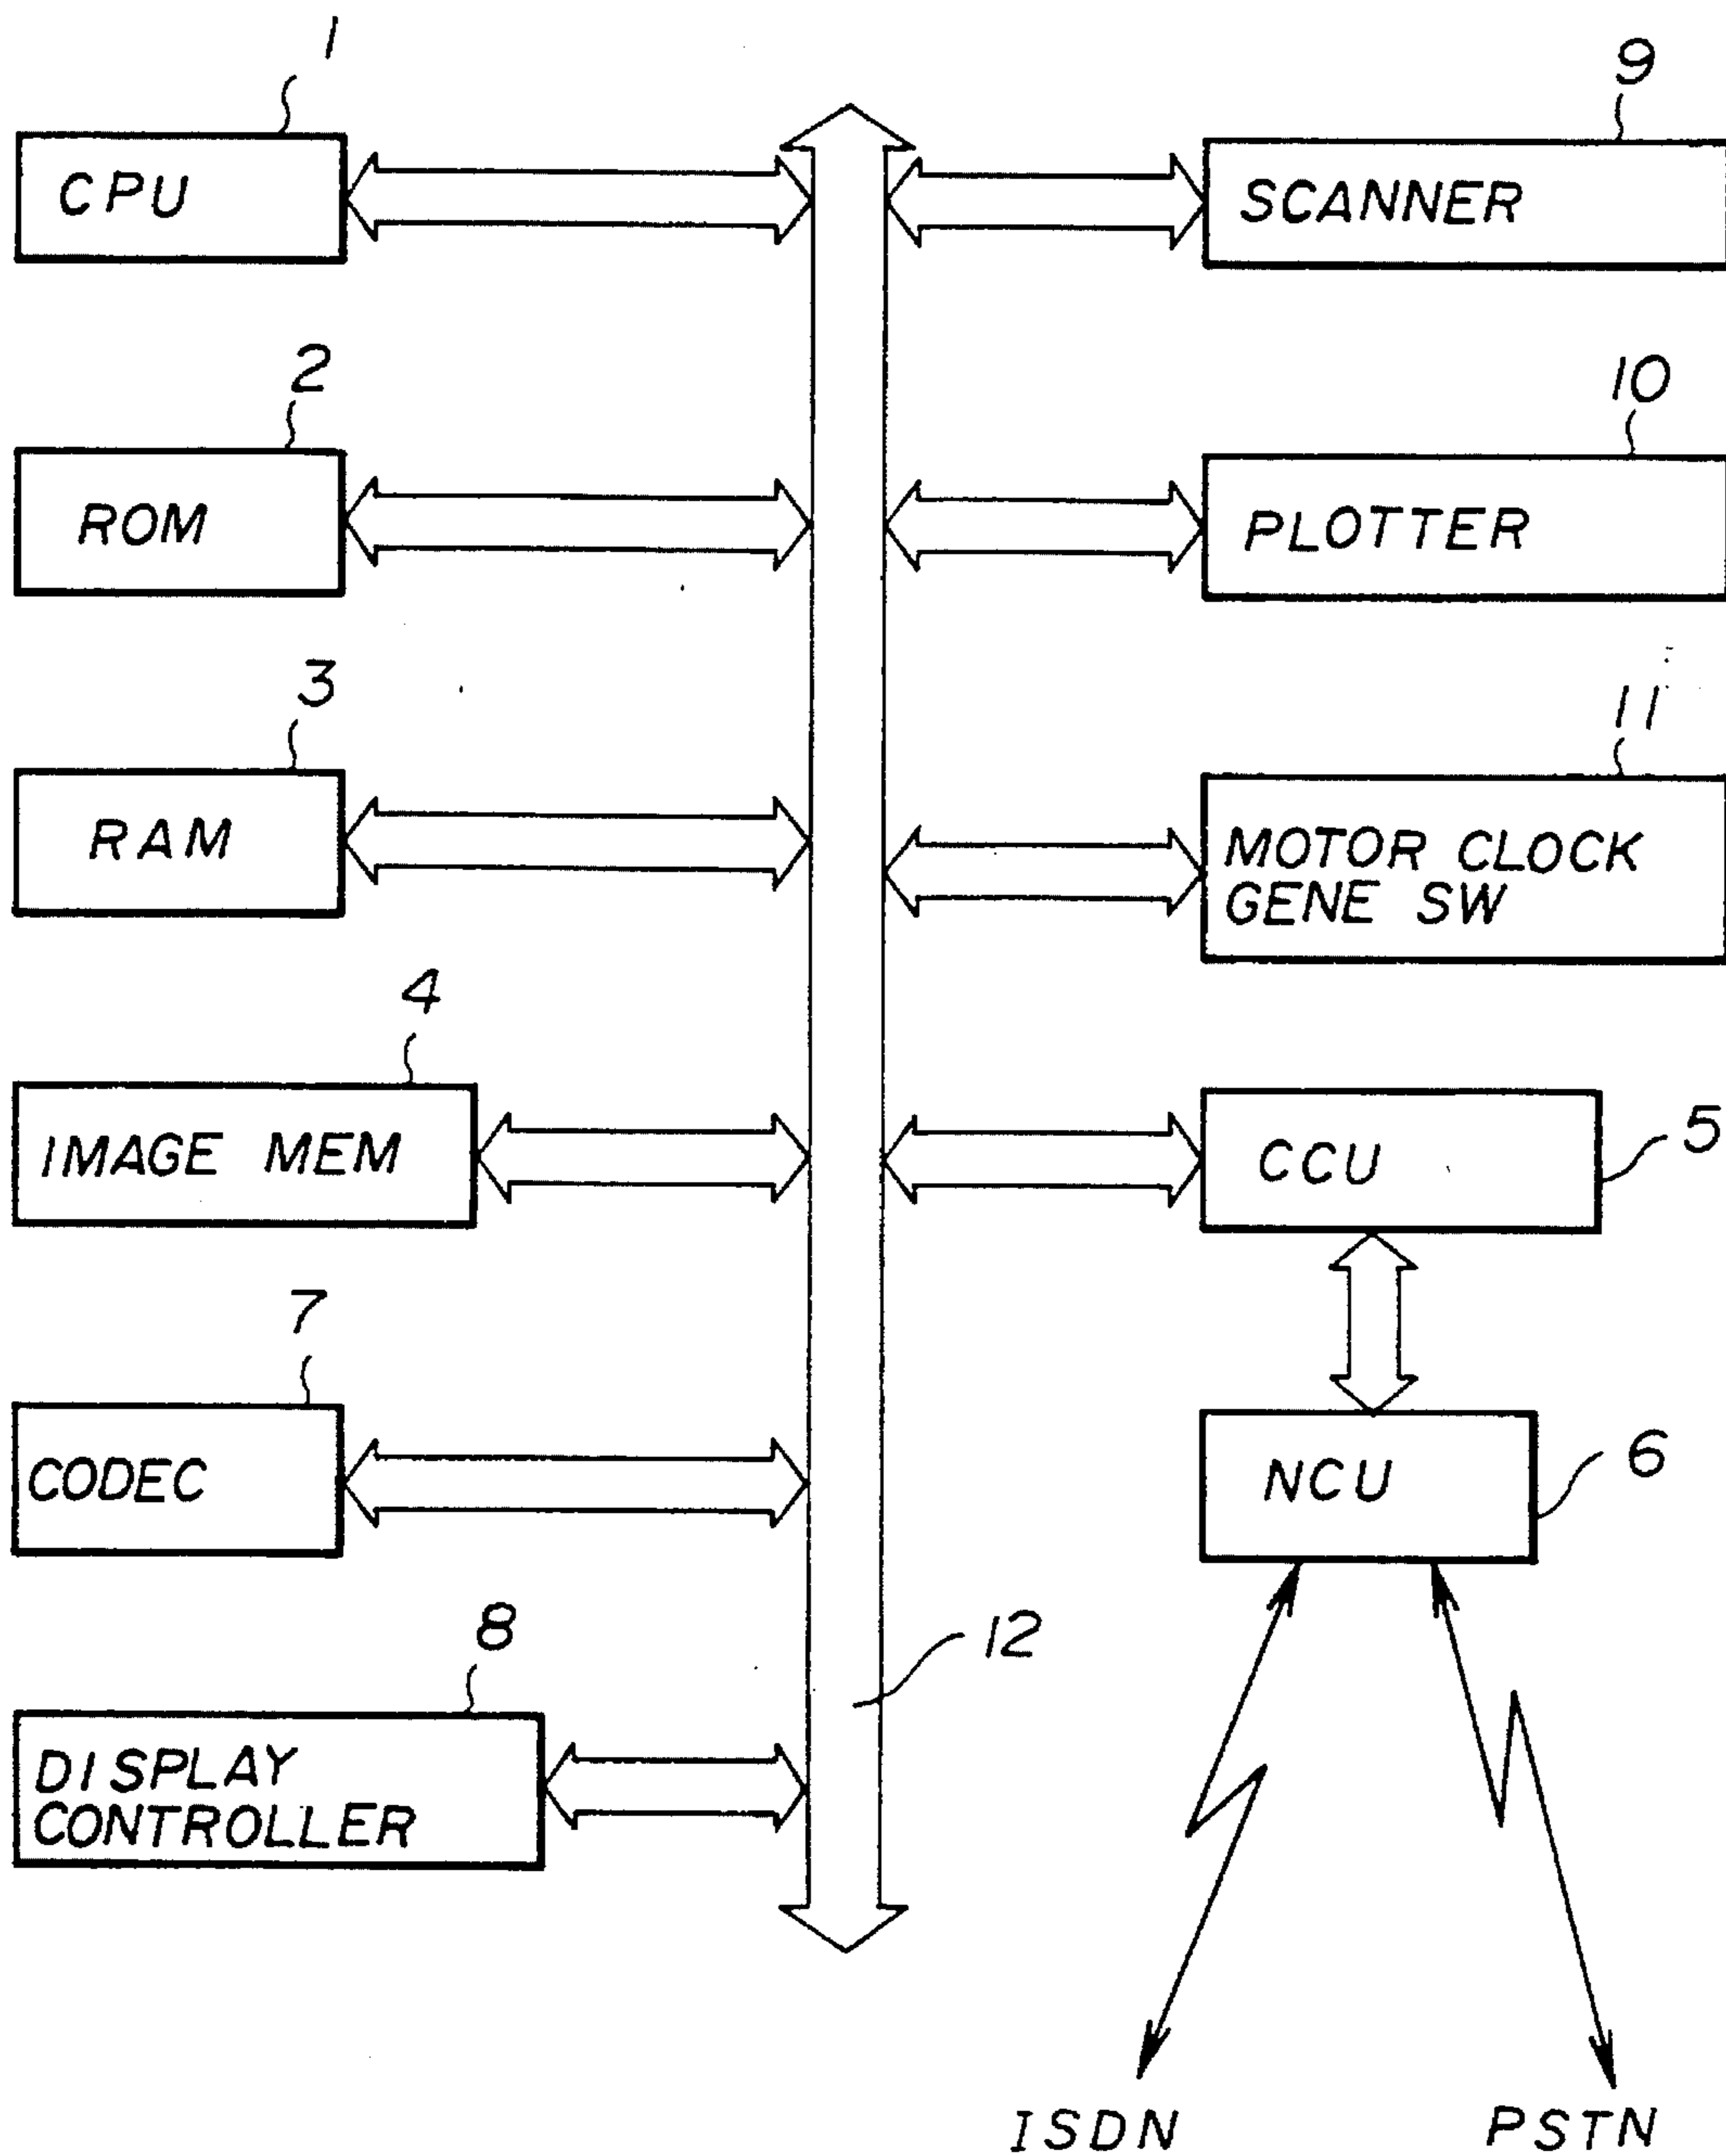 1
CPU
2
ROM
3
RAM
4
IMAGE MEM
7
CODEC
8
DISPLAY
CONTROLLER
9
SCANNER
10
PLOTTER
11
MOTOR CLOCK
GENE SW
CCU
5
NCU
6
12
ISDN
PSTN